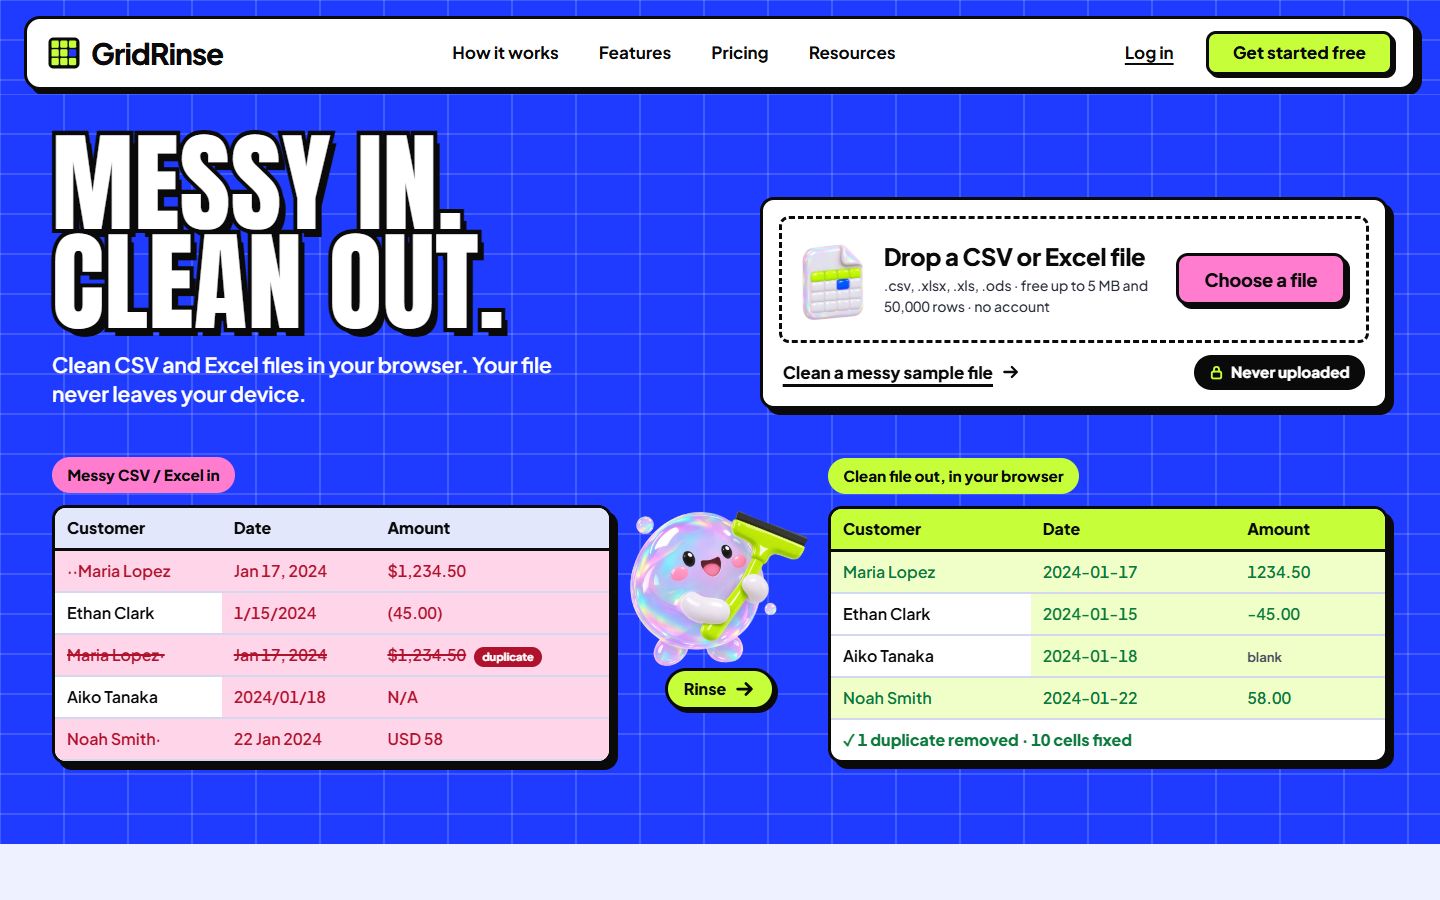 GridRinse
How it works
Features
Pricing
Resources
Log in
Get started free
MESSY IN.
CLEAN OUT.
Clean CSV and Excel files in your browser. Your file
never leaves your device.
Drop a CSV or Excel file
.csv, .xlsx, .xls, .ods · free up to 5 MB and
50,000 rows · no account
Choose a file
Clean a messy sample file →
Never uploaded
Messy CSV / Excel in
Customer Date Amount
··Maria Lopez Jan 17, 2024 $1,234.50
Ethan Clark 1/15/2024 (45.00)
Maria Lopez· Jan 17, 2024 $1,234.50 duplicate
Aiko Tanaka 2024/01/18 N/A
Noah Smith· 22 Jan 2024 USD 58
Rinse →
Clean file out, in your browser
Customer Date Amount
Maria Lopez 2024-01-17 1234.50
Ethan Clark 2024-01-15 -45.00
Aiko Tanaka 2024-01-18 blank
Noah Smith 2024-01-22 58.00
✓ 1 duplicate removed · 10 cells fixed